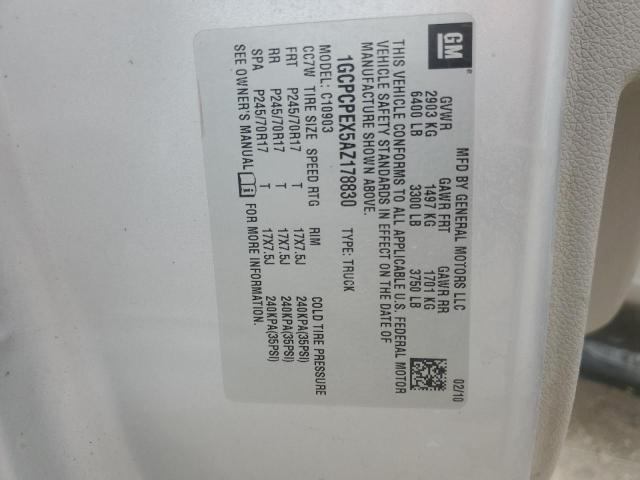 GM
MFD BY GENERAL MOTORS LLC 02/10
GVWR GAWR FRT GAWR RR
2903 KG 1497 KG 1701 KG
6400 LB 3300 LB 3750 LB
THIS VEHICLE CONFORMS TO ALL APPLICABLE U.S. FEDERAL MOTOR
VEHICLE SAFETY STANDARDS IN EFFECT ON THE DATE OF
MANUFACTURE SHOWN ABOVE.
1GCPCPEX5AZ178830 TYPE: TRUCK
MODEL: C10903
CC7W TIRE SIZE SPEED RTG RIM COLD TIRE PRESSURE
FRT P245/70R17 T 17X7.5J 240KPA(35PSI)
RR P245/70R17 T 17X7.5J 240KPA(35PSI)
SPA P245/70R17 T 17X7.5J 240KPA(35PSI)
SEE OWNER'S MANUAL FOR MORE INFORMATION.